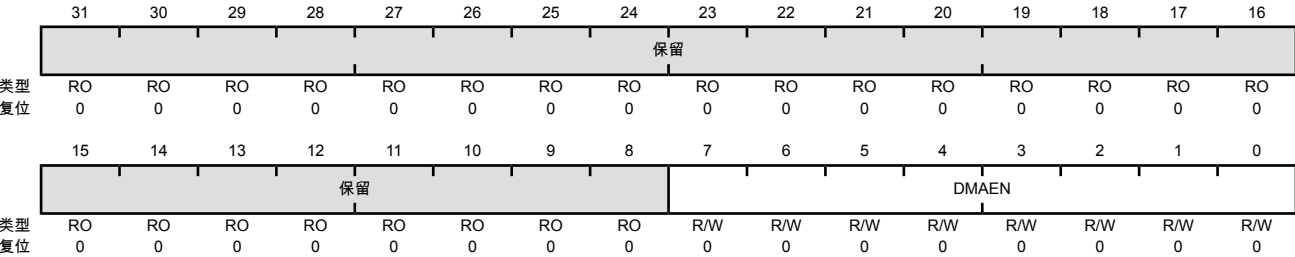 31 30 29 28 27 26 25 24 23 22 21 20 19 18 17 16
保留
类型 RO RO RO RO RO RO RO RO RO RO RO RO RO RO RO RO
复位 0 0 0 0 0 0 0 0 0 0 0 0 0 0 0 0
15 14 13 12 11 10 9 8 7 6 5 4 3 2 1 0
保留 DMAEN
类型 RO RO RO RO RO RO RO RO R/W R/W R/W R/W R/W R/W R/W R/W
复位 0 0 0 0 0 0 0 0 0 0 0 0 0 0 0 0